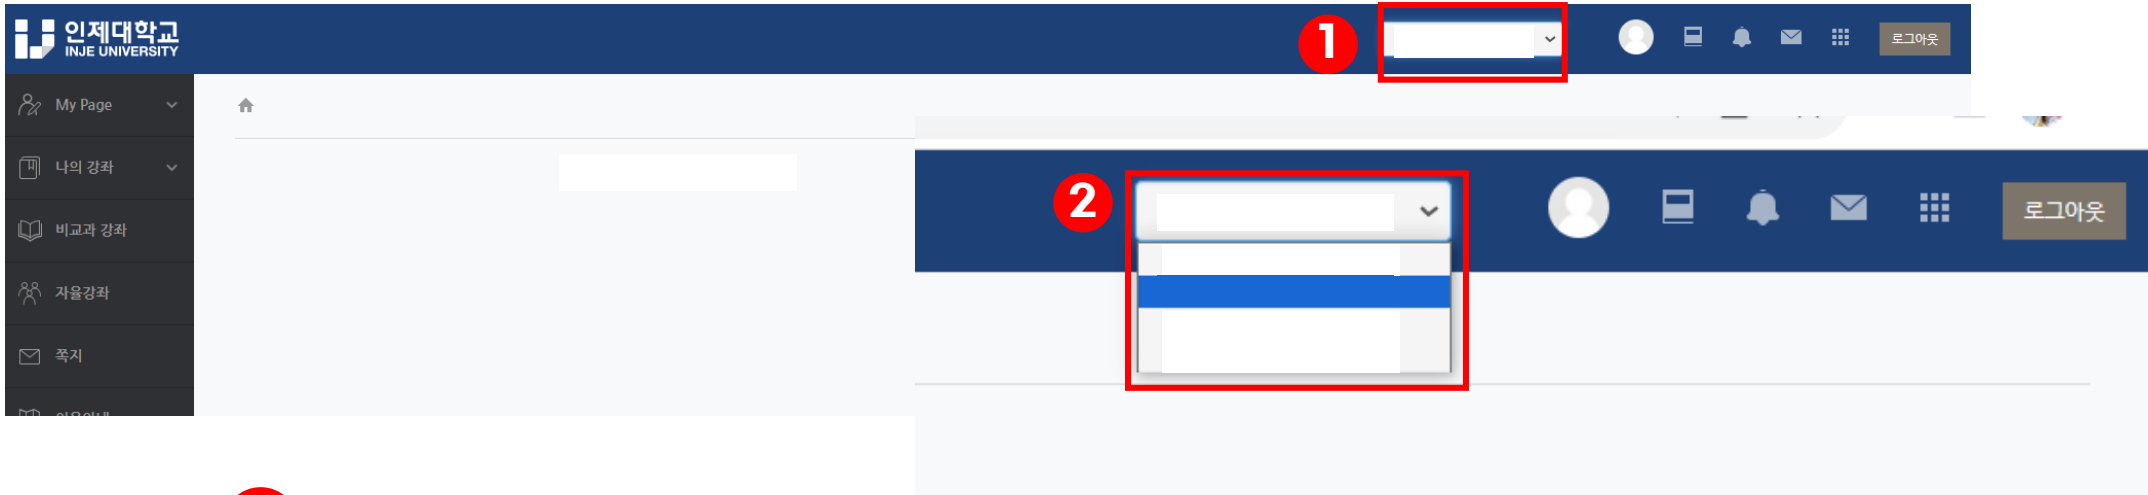 인제대학교
INJE UNIVERSITY
1
로그아웃
My Page
나의 강좌
비교과 강좌
자율강좌
쪽지
2
로그아웃